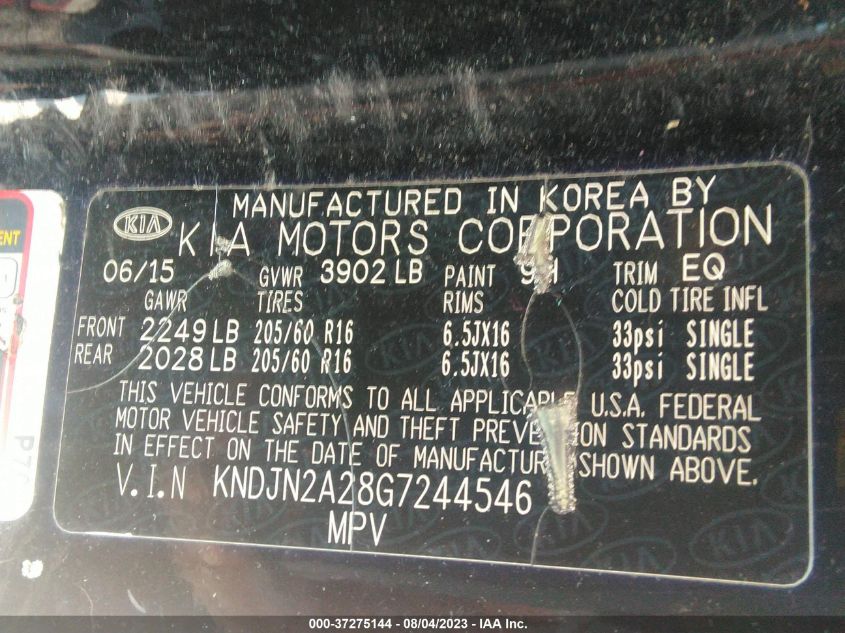 KIA
MANUFACTURED IN KOREA BY
KIA MOTORS CORPORATION
06/15 GVWR 3902 LB PAINT 9H TRIM EQ
GAWR TIRES RIMS COLD TIRE INFL
FRONT 2249 LB 205/60 R16 6.5JX16 33psi SINGLE
REAR 2028 LB 205/60 R16 6.5JX16 33psi SINGLE
THIS VEHICLE CONFORMS TO ALL APPLICABLE U.S.A. FEDERAL
MOTOR VEHICLE SAFETY AND THEFT PREVENTION STANDARDS
IN EFFECT ON THE DATE OF MANUFACTURE SHOWN ABOVE.
V.I.N KNDJN2A28G7244546
MPV
000-37275144 - 08/04/2023 - IAA Inc.